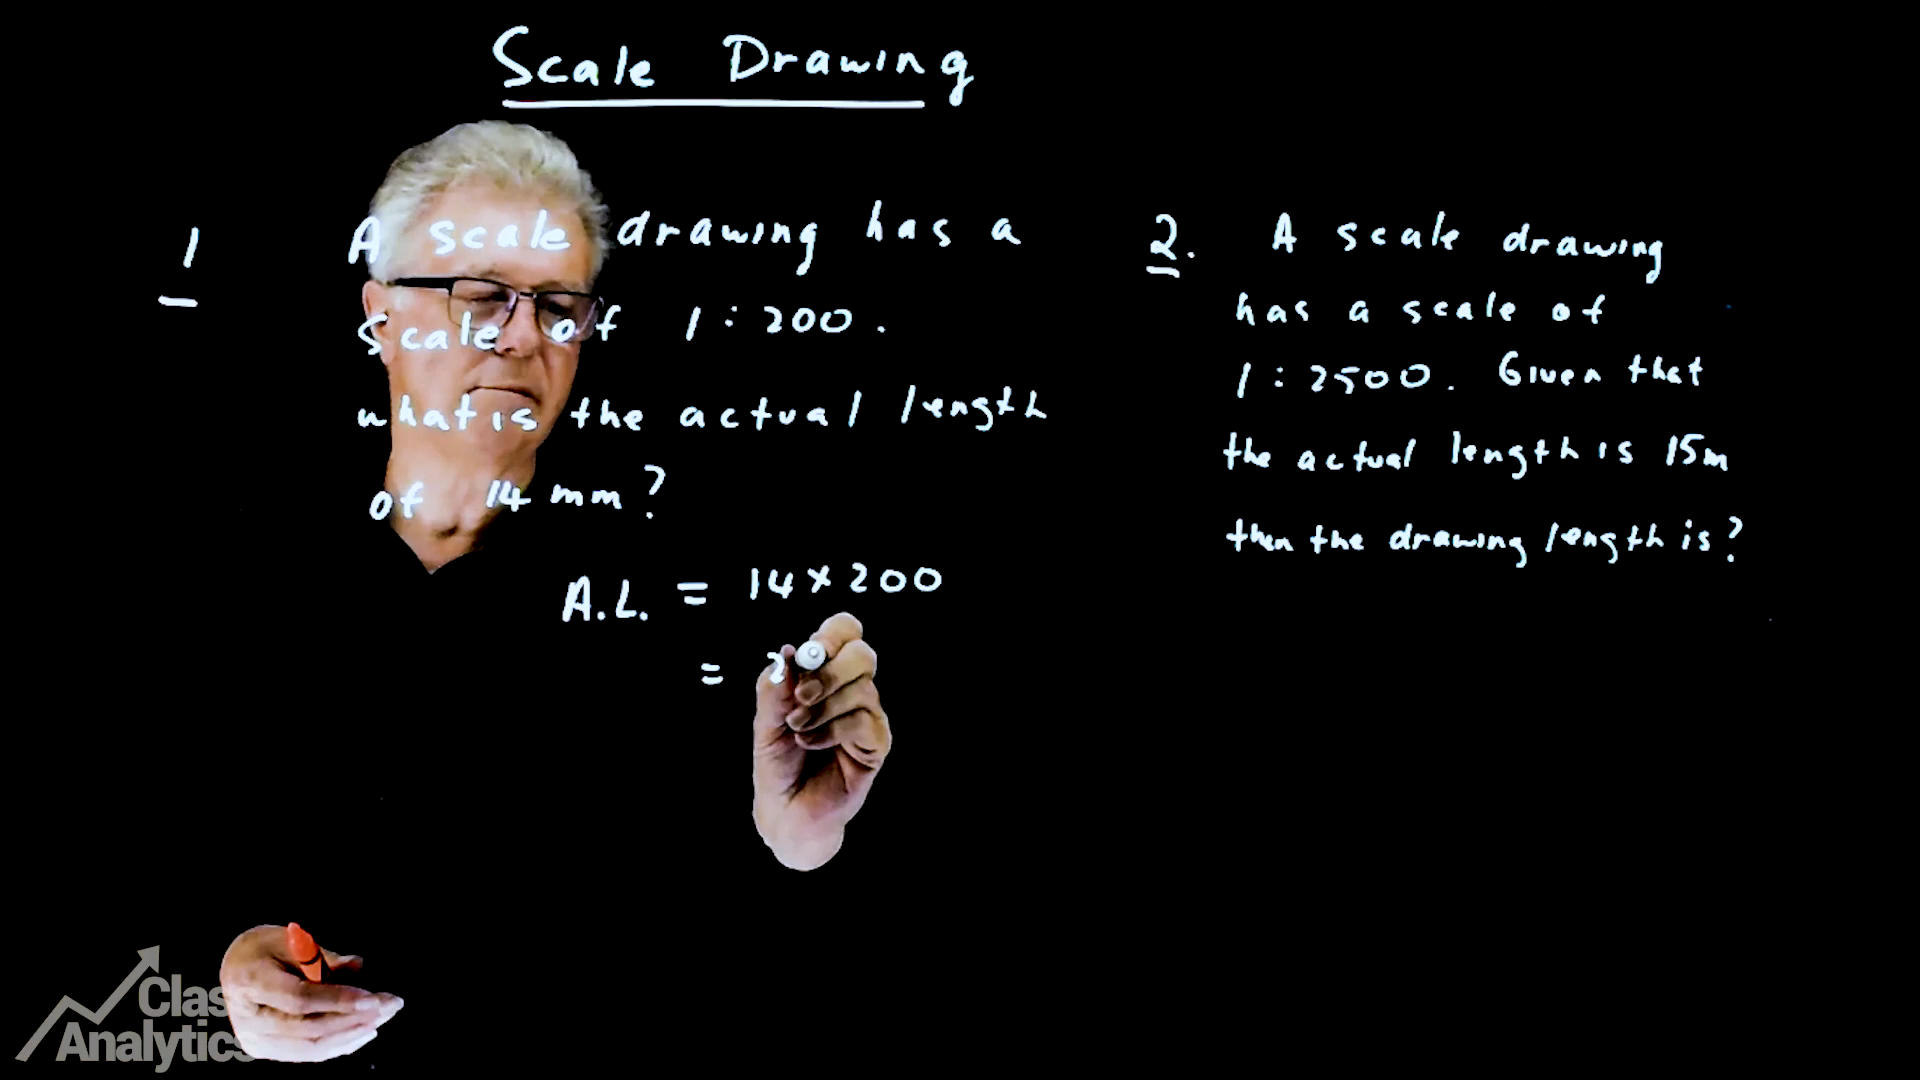 Scale Drawing
1 A scale drawing has a
scale of 1 : 200.
what is the actual length
of 14 mm?
A.L. = 14 x 200
= 2
2. A scale drawing
has a scale of
1 : 2500. Given that
the actual length is 15m
then the drawing length is?
Class
Analytics